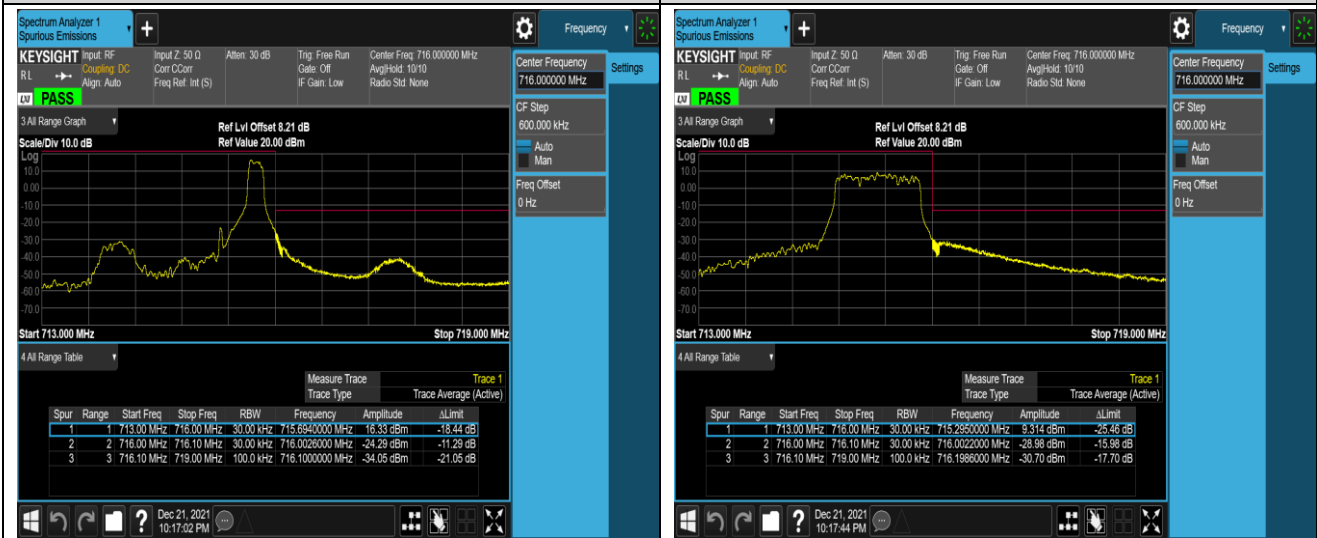 Spectrum Analyzer 1
Spurious Emissions
Frequency
KEYSIGHT Input: RF Input Z: 50 Ω Atten: 30 dB Trig: Free Run Center Freq: 716.000000 MHz
R L Coupling: DC Corr CCorr Gate: Off Avg|Hold: 10/10
Align: Auto Freq Ref: Int (S) IF Gain: Low Radio Std: None
LXI PASS
3 All Range Graph
Ref Lvl Offset 8.21 dB
Scale/Div 10.0 dB Ref Value 20.00 dBm
Log
10.0
0.00
-10.0
-20.0
-30.0
-40.0
-50.0
-60.0
-70.0
Start 713.000 MHz Stop 719.000 MHz
4 All Range Table
Measure Trace Trace 1
Trace Type Trace Average (Active)
Spur Range Start Freq Stop Freq RBW Frequency Amplitude ΔLimit
1 1 713.00 MHz 716.00 MHz 30.00 kHz 715.6940000 MHz 16.33 dBm -18.44 dB
2 2 716.00 MHz 716.10 MHz 30.00 kHz 716.0026000 MHz -24.29 dBm -11.29 dB
3 3 716.10 MHz 719.00 MHz 100.0 kHz 716.1000000 MHz -34.05 dBm -21.05 dB
? Dec 21, 2021
10:17:02 PM
Center Frequency
716.000000 MHz
Settings
CF Step
600.000 kHz
Auto
Man
Freq Offset
0 Hz
Spectrum Analyzer 1
Spurious Emissions
Frequency
KEYSIGHT Input: RF Input Z: 50 Ω Atten: 30 dB Trig: Free Run Center Freq: 716.000000 MHz
R L Coupling: DC Corr CCorr Gate: Off Avg|Hold: 10/10
Align: Auto Freq Ref: Int (S) IF Gain: Low Radio Std: None
LXI PASS
3 All Range Graph
Ref Lvl Offset 8.21 dB
Scale/Div 10.0 dB Ref Value 20.00 dBm
Log
10.0
0.00
-10.0
-20.0
-30.0
-40.0
-50.0
-60.0
-70.0
Start 713.000 MHz Stop 719.000 MHz
4 All Range Table
Measure Trace Trace 1
Trace Type Trace Average (Active)
Spur Range Start Freq Stop Freq RBW Frequency Amplitude ΔLimit
1 1 713.00 MHz 716.00 MHz 30.00 kHz 715.2950000 MHz 9.314 dBm -25.46 dB
2 2 716.00 MHz 716.10 MHz 30.00 kHz 716.0022000 MHz -28.98 dBm -15.98 dB
3 3 716.10 MHz 719.00 MHz 100.0 kHz 716.1986000 MHz -30.70 dBm -17.70 dB
? Dec 21, 2021
10:17:44 PM
Center Frequency
716.000000 MHz
Settings
CF Step
600.000 kHz
Auto
Man
Freq Offset
0 Hz